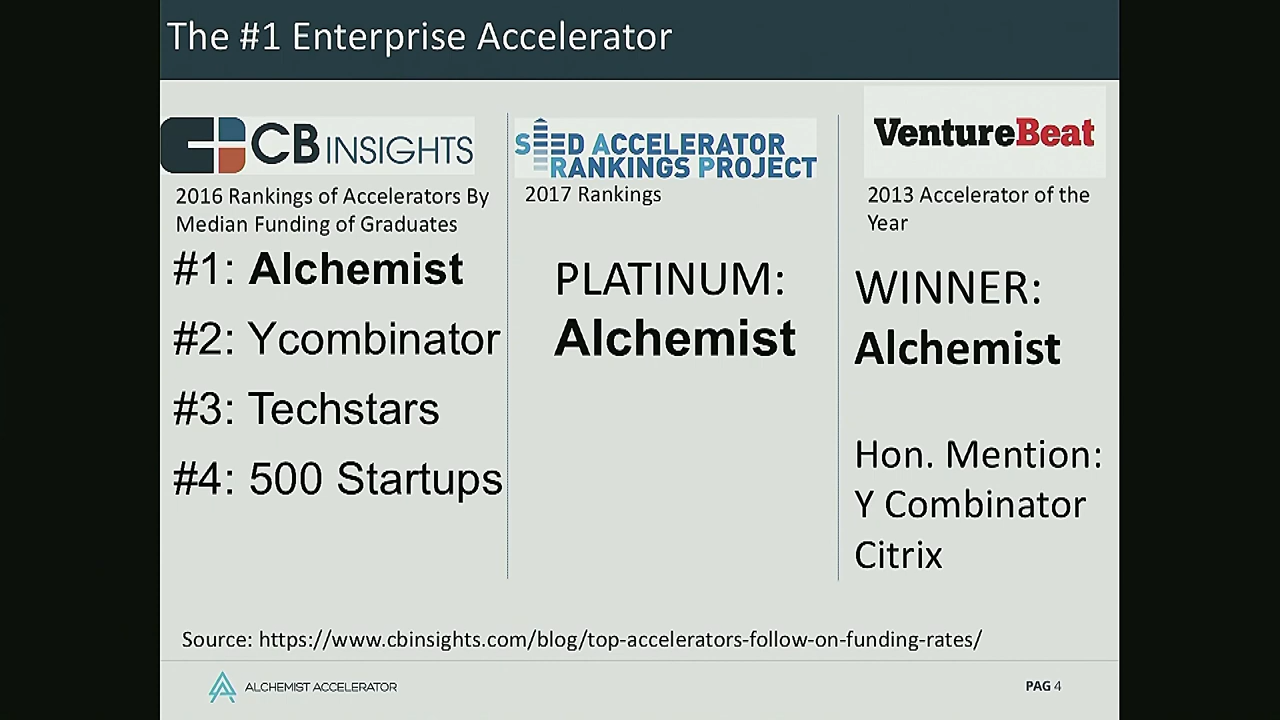 The #1 Enterprise Accelerator
CB INSIGHTS
2016 Rankings of Accelerators By
Median Funding of Graduates
#1: Alchemist
#2: Ycombinator
#3: Techstars
#4: 500 Startups
SEED ACCELERATOR
RANKINGS PROJECT
2017 Rankings
PLATINUM:
Alchemist
VentureBeat
2013 Accelerator of the
Year
WINNER:
Alchemist
Hon. Mention:
Y Combinator
Citrix
Source: https://www.cbinsights.com/blog/top-accelerators-follow-on-funding-rates/
ALCHEMIST ACCELERATOR
PAG 4